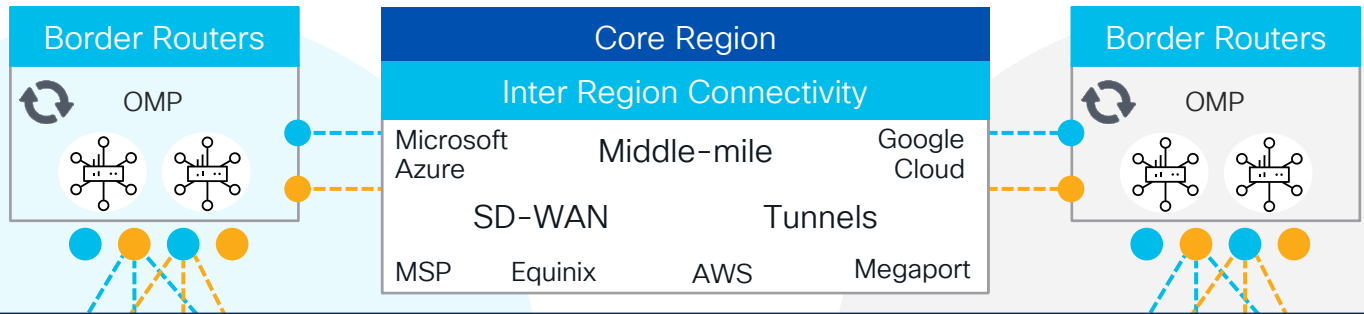 Border Routers
OMP
Core Region
Inter Region Connectivity
Microsoft
Azure
Middle-mile
Google
Cloud
SD-WAN
Tunnels
MSP
Equinix
AWS
Megaport
Border Routers
OMP